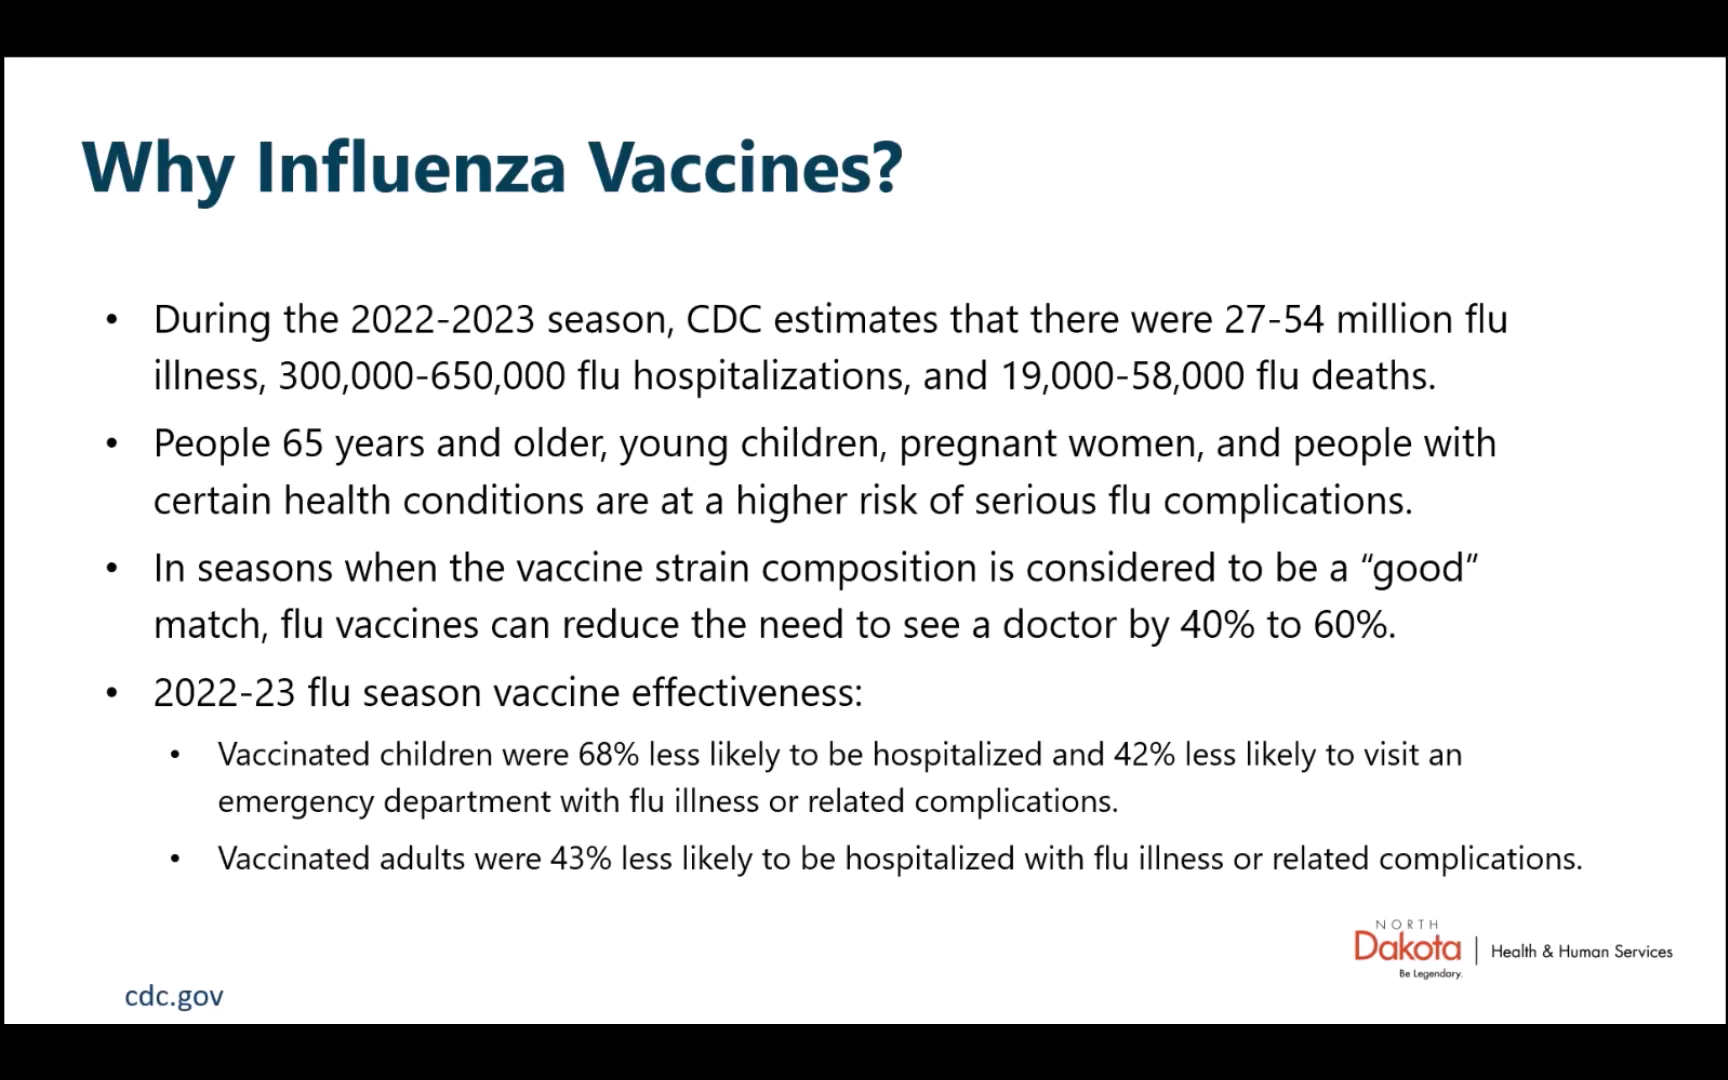 Why Influenza Vaccines?
• During the 2022-2023 season, CDC estimates that there were 27-54 million flu
illness, 300,000-650,000 flu hospitalizations, and 19,000-58,000 flu deaths.
• People 65 years and older, young children, pregnant women, and people with
certain health conditions are at a higher risk of serious flu complications.
• In seasons when the vaccine strain composition is considered to be a “good”
match, flu vaccines can reduce the need to see a doctor by 40% to 60%.
• 2022-23 flu season vaccine effectiveness:
• Vaccinated children were 68% less likely to be hospitalized and 42% less likely to visit an
emergency department with flu illness or related complications.
• Vaccinated adults were 43% less likely to be hospitalized with flu illness or related complications.
NORTH
Dakota | Health & Human Services
Be Legendary.
cdc.gov